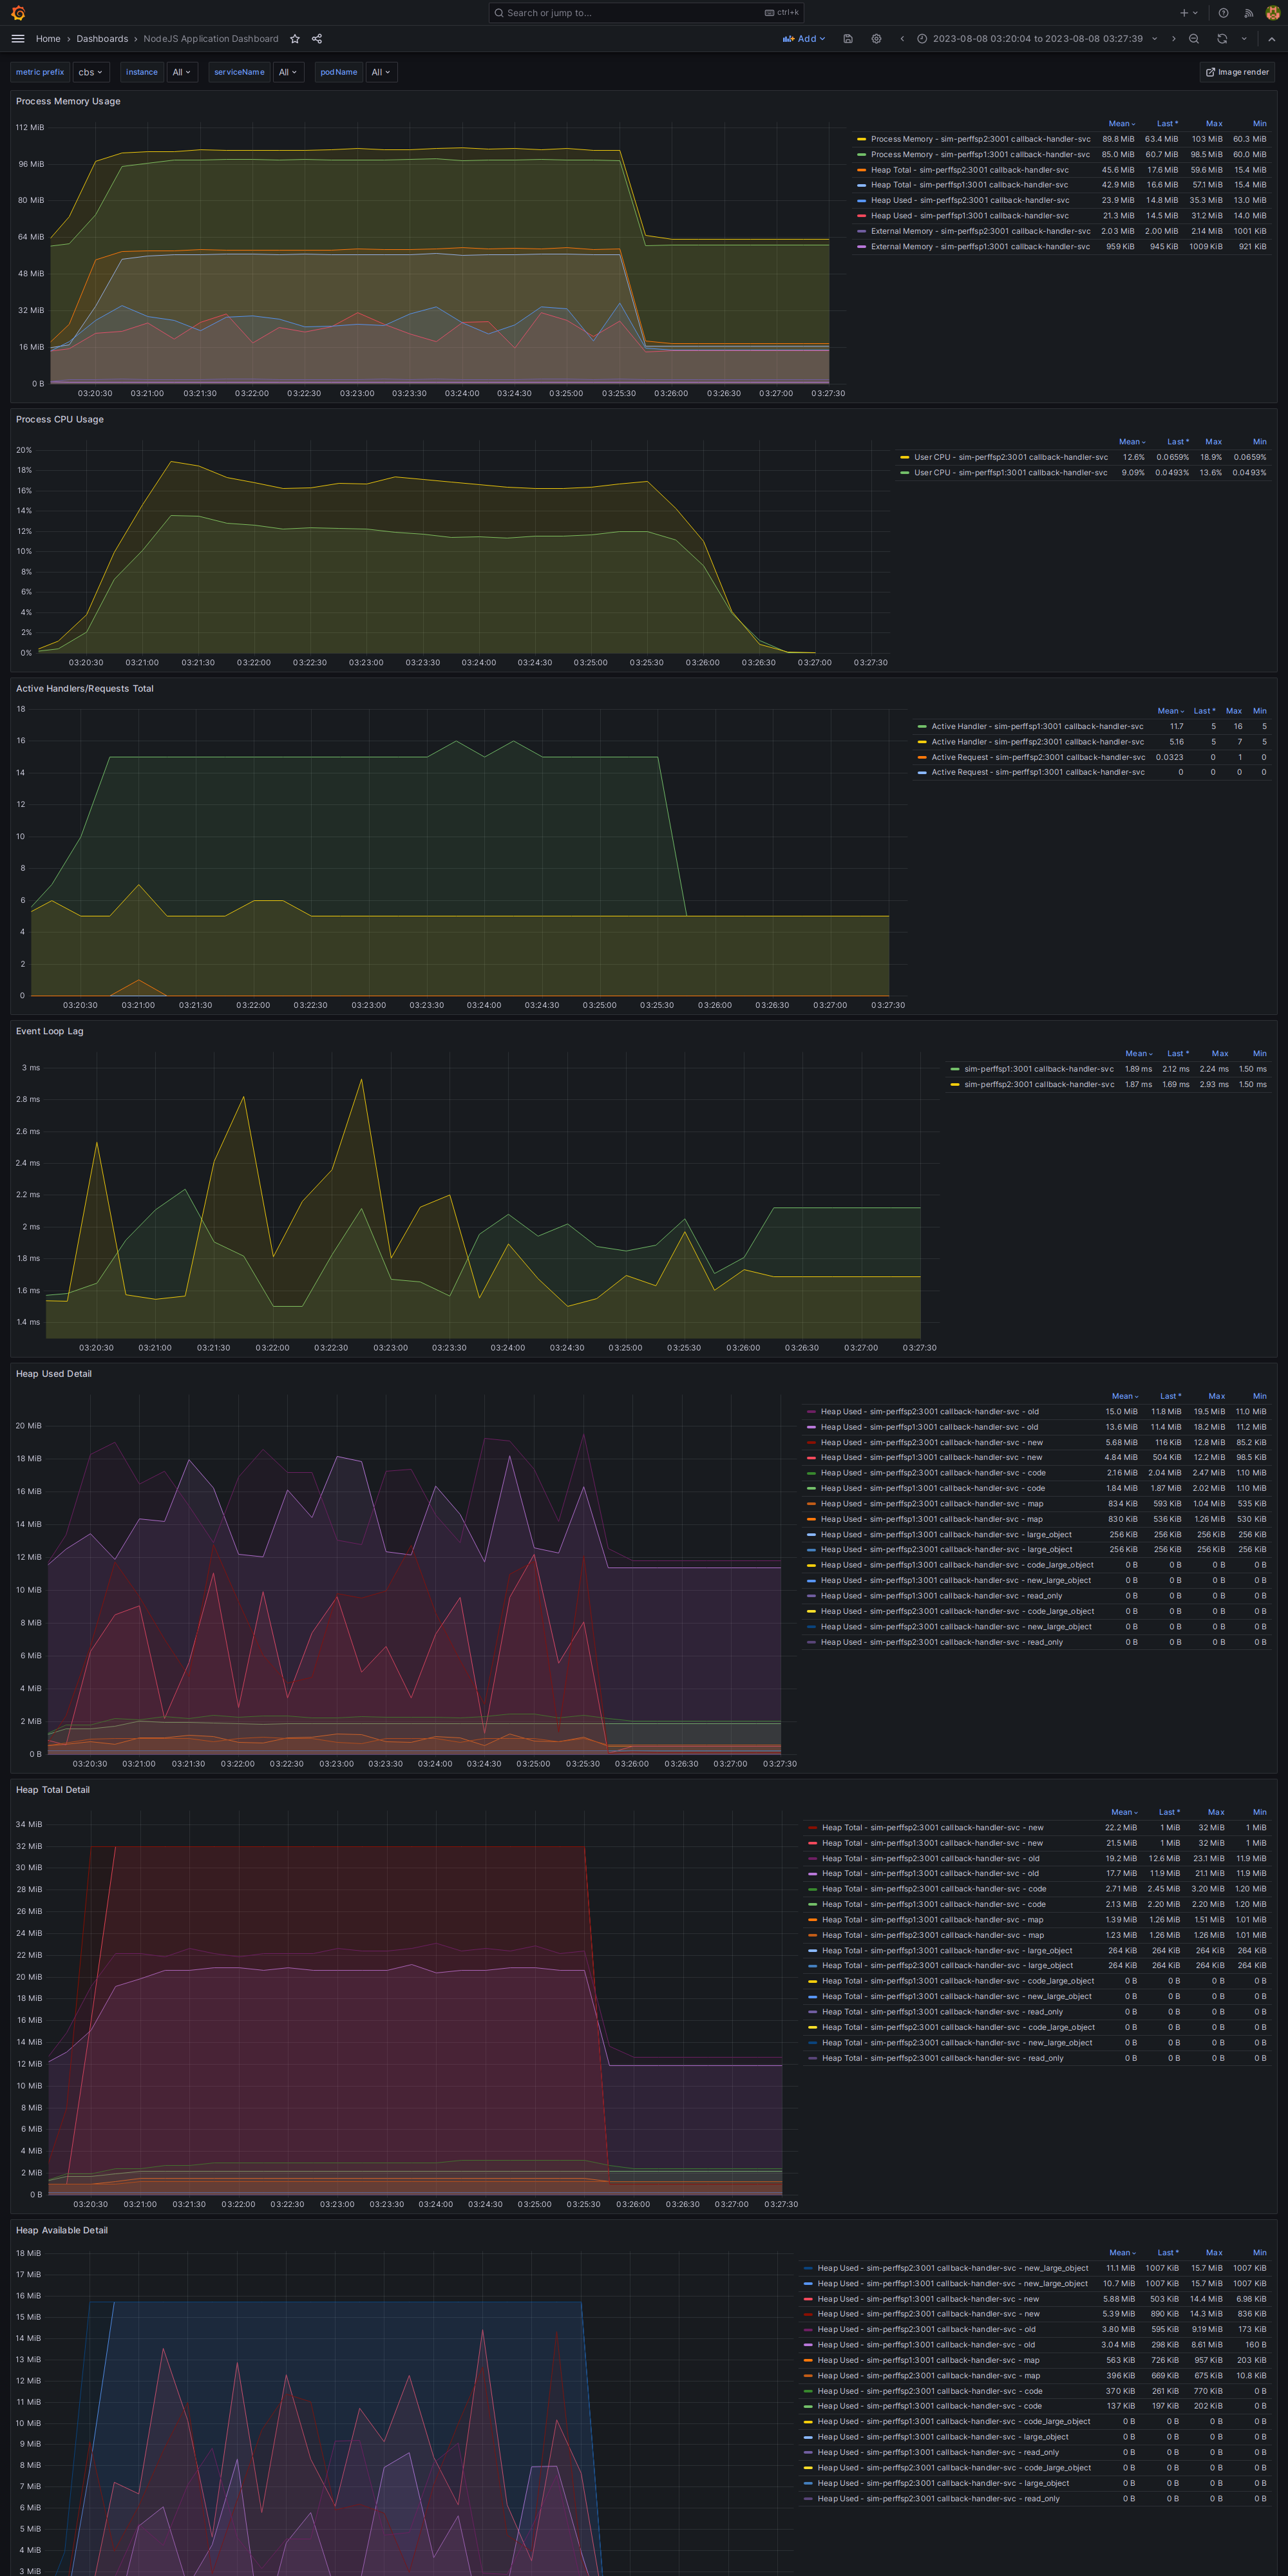 Search or jump to...
ctrl+k
Home › Dashboards › NodeJS Application Dashboard
Add
2023-08-08 03:20:04 to 2023-08-08 03:27:39
metric prefix cbs instance All serviceName All podName All Image render
Process Memory Usage
112 MiB
96 MiB
80 MiB
64 MiB
48 MiB
32 MiB
16 MiB
0 B
03:20:30 03:21:00 03:21:30 03:22:00 03:22:30 03:23:00 03:23:30 03:24:00 03:24:30 03:25:00 03:25:30 03:26:00 03:26:30 03:27:00 03:27:30
Mean Last * Max Min
Process Memory - sim-perffsp2:3001 callback-handler-svc 89.8 MiB 63.4 MiB 103 MiB 60.3 MiB
Process Memory - sim-perffsp1:3001 callback-handler-svc 85.0 MiB 60.7 MiB 98.5 MiB 60.0 MiB
Heap Total - sim-perffsp2:3001 callback-handler-svc 45.6 MiB 17.6 MiB 59.6 MiB 15.4 MiB
Heap Total - sim-perffsp1:3001 callback-handler-svc 42.9 MiB 16.6 MiB 57.1 MiB 15.4 MiB
Heap Used - sim-perffsp2:3001 callback-handler-svc 23.9 MiB 14.8 MiB 35.3 MiB 13.0 MiB
Heap Used - sim-perffsp1:3001 callback-handler-svc 21.3 MiB 14.5 MiB 31.2 MiB 14.0 MiB
External Memory - sim-perffsp2:3001 callback-handler-svc 2.03 MiB 2.00 MiB 2.14 MiB 1001 KiB
External Memory - sim-perffsp1:3001 callback-handler-svc 959 KiB 945 KiB 1009 KiB 921 KiB
Process CPU Usage
20%
18%
16%
14%
12%
10%
8%
6%
4%
2%
0%
03:20:30 03:21:00 03:21:30 03:22:00 03:22:30 03:23:00 03:23:30 03:24:00 03:24:30 03:25:00 03:25:30 03:26:00 03:26:30 03:27:00 03:27:30
Mean Last * Max Min
User CPU - sim-perffsp2:3001 callback-handler-svc 12.6% 0.0659% 18.9% 0.0659%
User CPU - sim-perffsp1:3001 callback-handler-svc 9.09% 0.0493% 13.6% 0.0493%
Active Handlers/Requests Total
18
16
14
12
10
8
6
4
2
0
03:20:30 03:21:00 03:21:30 03:22:00 03:22:30 03:23:00 03:23:30 03:24:00 03:24:30 03:25:00 03:25:30 03:26:00 03:26:30 03:27:00 03:27:30
Mean Last * Max Min
Active Handler - sim-perffsp1:3001 callback-handler-svc 11.7 5 16 5
Active Handler - sim-perffsp2:3001 callback-handler-svc 5.16 5 7 5
Active Request - sim-perffsp2:3001 callback-handler-svc 0.0323 0 1 0
Active Request - sim-perffsp1:3001 callback-handler-svc 0 0 0 0
Event Loop Lag
3 ms
2.8 ms
2.6 ms
2.4 ms
2.2 ms
2 ms
1.8 ms
1.6 ms
1.4 ms
03:20:30 03:21:00 03:21:30 03:22:00 03:22:30 03:23:00 03:23:30 03:24:00 03:24:30 03:25:00 03:25:30 03:26:00 03:26:30 03:27:00 03:27:30
Mean Last * Max Min
sim-perffsp1:3001 callback-handler-svc 1.89 ms 2.12 ms 2.24 ms 1.50 ms
sim-perffsp2:3001 callback-handler-svc 1.87 ms 1.69 ms 2.93 ms 1.50 ms
Heap Used Detail
20 MiB
18 MiB
16 MiB
14 MiB
12 MiB
10 MiB
8 MiB
6 MiB
4 MiB
2 MiB
0 B
03:20:30 03:21:00 03:21:30 03:22:00 03:22:30 03:23:00 03:23:30 03:24:00 03:24:30 03:25:00 03:25:30 03:26:00 03:26:30 03:27:00 03:27:30
Mean Last * Max Min
Heap Used - sim-perffsp2:3001 callback-handler-svc - old 15.0 MiB 11.8 MiB 19.5 MiB 11.0 MiB
Heap Used - sim-perffsp1:3001 callback-handler-svc - old 13.6 MiB 11.4 MiB 18.2 MiB 11.2 MiB
Heap Used - sim-perffsp2:3001 callback-handler-svc - new 5.68 MiB 116 KiB 12.8 MiB 85.2 KiB
Heap Used - sim-perffsp1:3001 callback-handler-svc - new 4.84 MiB 504 KiB 12.2 MiB 98.5 KiB
Heap Used - sim-perffsp2:3001 callback-handler-svc - code 2.16 MiB 2.04 MiB 2.47 MiB 1.10 MiB
Heap Used - sim-perffsp1:3001 callback-handler-svc - code 1.84 MiB 1.87 MiB 2.02 MiB 1.10 MiB
Heap Used - sim-perffsp2:3001 callback-handler-svc - map 834 KiB 593 KiB 1.04 MiB 535 KiB
Heap Used - sim-perffsp1:3001 callback-handler-svc - map 830 KiB 536 KiB 1.26 MiB 530 KiB
Heap Used - sim-perffsp1:3001 callback-handler-svc - large_object 256 KiB 256 KiB 256 KiB 256 KiB
Heap Used - sim-perffsp2:3001 callback-handler-svc - large_object 256 KiB 256 KiB 256 KiB 256 KiB
Heap Used - sim-perffsp1:3001 callback-handler-svc - code_large_object 0 B 0 B 0 B 0 B
Heap Used - sim-perffsp1:3001 callback-handler-svc - new_large_object 0 B 0 B 0 B 0 B
Heap Used - sim-perffsp1:3001 callback-handler-svc - read_only 0 B 0 B 0 B 0 B
Heap Used - sim-perffsp2:3001 callback-handler-svc - code_large_object 0 B 0 B 0 B 0 B
Heap Used - sim-perffsp2:3001 callback-handler-svc - new_large_object 0 B 0 B 0 B 0 B
Heap Used - sim-perffsp2:3001 callback-handler-svc - read_only 0 B 0 B 0 B 0 B
Heap Total Detail
34 MiB
32 MiB
30 MiB
28 MiB
26 MiB
24 MiB
22 MiB
20 MiB
18 MiB
16 MiB
14 MiB
12 MiB
10 MiB
8 MiB
6 MiB
4 MiB
2 MiB
0 B
03:20:30 03:21:00 03:21:30 03:22:00 03:22:30 03:23:00 03:23:30 03:24:00 03:24:30 03:25:00 03:25:30 03:26:00 03:26:30 03:27:00 03:27:30
Mean Last * Max Min
Heap Total - sim-perffsp2:3001 callback-handler-svc - new 22.2 MiB 1 MiB 32 MiB 1 MiB
Heap Total - sim-perffsp1:3001 callback-handler-svc - new 21.5 MiB 1 MiB 32 MiB 1 MiB
Heap Total - sim-perffsp2:3001 callback-handler-svc - old 19.2 MiB 12.6 MiB 23.1 MiB 11.9 MiB
Heap Total - sim-perffsp1:3001 callback-handler-svc - old 17.7 MiB 11.9 MiB 21.1 MiB 11.9 MiB
Heap Total - sim-perffsp2:3001 callback-handler-svc - code 2.71 MiB 2.45 MiB 3.20 MiB 1.20 MiB
Heap Total - sim-perffsp1:3001 callback-handler-svc - code 2.13 MiB 2.20 MiB 2.20 MiB 1.20 MiB
Heap Total - sim-perffsp1:3001 callback-handler-svc - map 1.39 MiB 1.26 MiB 1.51 MiB 1.01 MiB
Heap Total - sim-perffsp2:3001 callback-handler-svc - map 1.23 MiB 1.26 MiB 1.26 MiB 1.01 MiB
Heap Total - sim-perffsp1:3001 callback-handler-svc - large_object 264 KiB 264 KiB 264 KiB 264 KiB
Heap Total - sim-perffsp2:3001 callback-handler-svc - large_object 264 KiB 264 KiB 264 KiB 264 KiB
Heap Total - sim-perffsp1:3001 callback-handler-svc - code_large_object 0 B 0 B 0 B 0 B
Heap Total - sim-perffsp1:3001 callback-handler-svc - new_large_object 0 B 0 B 0 B 0 B
Heap Total - sim-perffsp1:3001 callback-handler-svc - read_only 0 B 0 B 0 B 0 B
Heap Total - sim-perffsp2:3001 callback-handler-svc - code_large_object 0 B 0 B 0 B 0 B
Heap Total - sim-perffsp2:3001 callback-handler-svc - new_large_object 0 B 0 B 0 B 0 B
Heap Total - sim-perffsp2:3001 callback-handler-svc - read_only 0 B 0 B 0 B 0 B
Heap Available Detail
18 MiB
17 MiB
16 MiB
15 MiB
14 MiB
13 MiB
12 MiB
11 MiB
10 MiB
9 MiB
8 MiB
7 MiB
6 MiB
5 MiB
4 MiB
3 MiB
Mean Last * Max Min
Heap Used - sim-perffsp2:3001 callback-handler-svc - new_large_object 11.1 MiB 1007 KiB 15.7 MiB 1007 KiB
Heap Used - sim-perffsp1:3001 callback-handler-svc - new_large_object 10.7 MiB 1007 KiB 15.7 MiB 1007 KiB
Heap Used - sim-perffsp1:3001 callback-handler-svc - new 5.88 MiB 503 KiB 14.4 MiB 6.98 KiB
Heap Used - sim-perffsp2:3001 callback-handler-svc - new 5.39 MiB 890 KiB 14.3 MiB 836 KiB
Heap Used - sim-perffsp2:3001 callback-handler-svc - old 3.80 MiB 595 KiB 9.19 MiB 173 KiB
Heap Used - sim-perffsp1:3001 callback-handler-svc - old 3.04 MiB 298 KiB 8.61 MiB 160 B
Heap Used - sim-perffsp1:3001 callback-handler-svc - map 563 KiB 726 KiB 957 KiB 203 KiB
Heap Used - sim-perffsp2:3001 callback-handler-svc - map 396 KiB 669 KiB 675 KiB 10.8 KiB
Heap Used - sim-perffsp2:3001 callback-handler-svc - code 370 KiB 261 KiB 770 KiB 0 B
Heap Used - sim-perffsp1:3001 callback-handler-svc - code 137 KiB 197 KiB 202 KiB 0 B
Heap Used - sim-perffsp1:3001 callback-handler-svc - code_large_object 0 B 0 B 0 B 0 B
Heap Used - sim-perffsp1:3001 callback-handler-svc - large_object 0 B 0 B 0 B 0 B
Heap Used - sim-perffsp1:3001 callback-handler-svc - read_only 0 B 0 B 0 B 0 B
Heap Used - sim-perffsp2:3001 callback-handler-svc - code_large_object 0 B 0 B 0 B 0 B
Heap Used - sim-perffsp2:3001 callback-handler-svc - large_object 0 B 0 B 0 B 0 B
Heap Used - sim-perffsp2:3001 callback-handler-svc - read_only 0 B 0 B 0 B 0 B